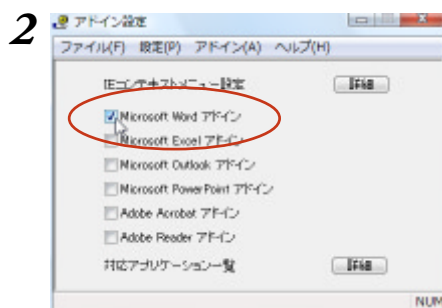 2
アドイン設定
ファイル(F) 設定(P) アドイン(A) ヘルプ(H)
IEコンテキストメニュー設定 詳細
Microsoft Word アドイン
Microsoft Excel アドイン
Microsoft Outlook アドイン
Microsoft PowerPoint アドイン
Adobe Acrobat アドイン
Adobe Reader アドイン
対応アプリケーション一覧 詳細
NUM